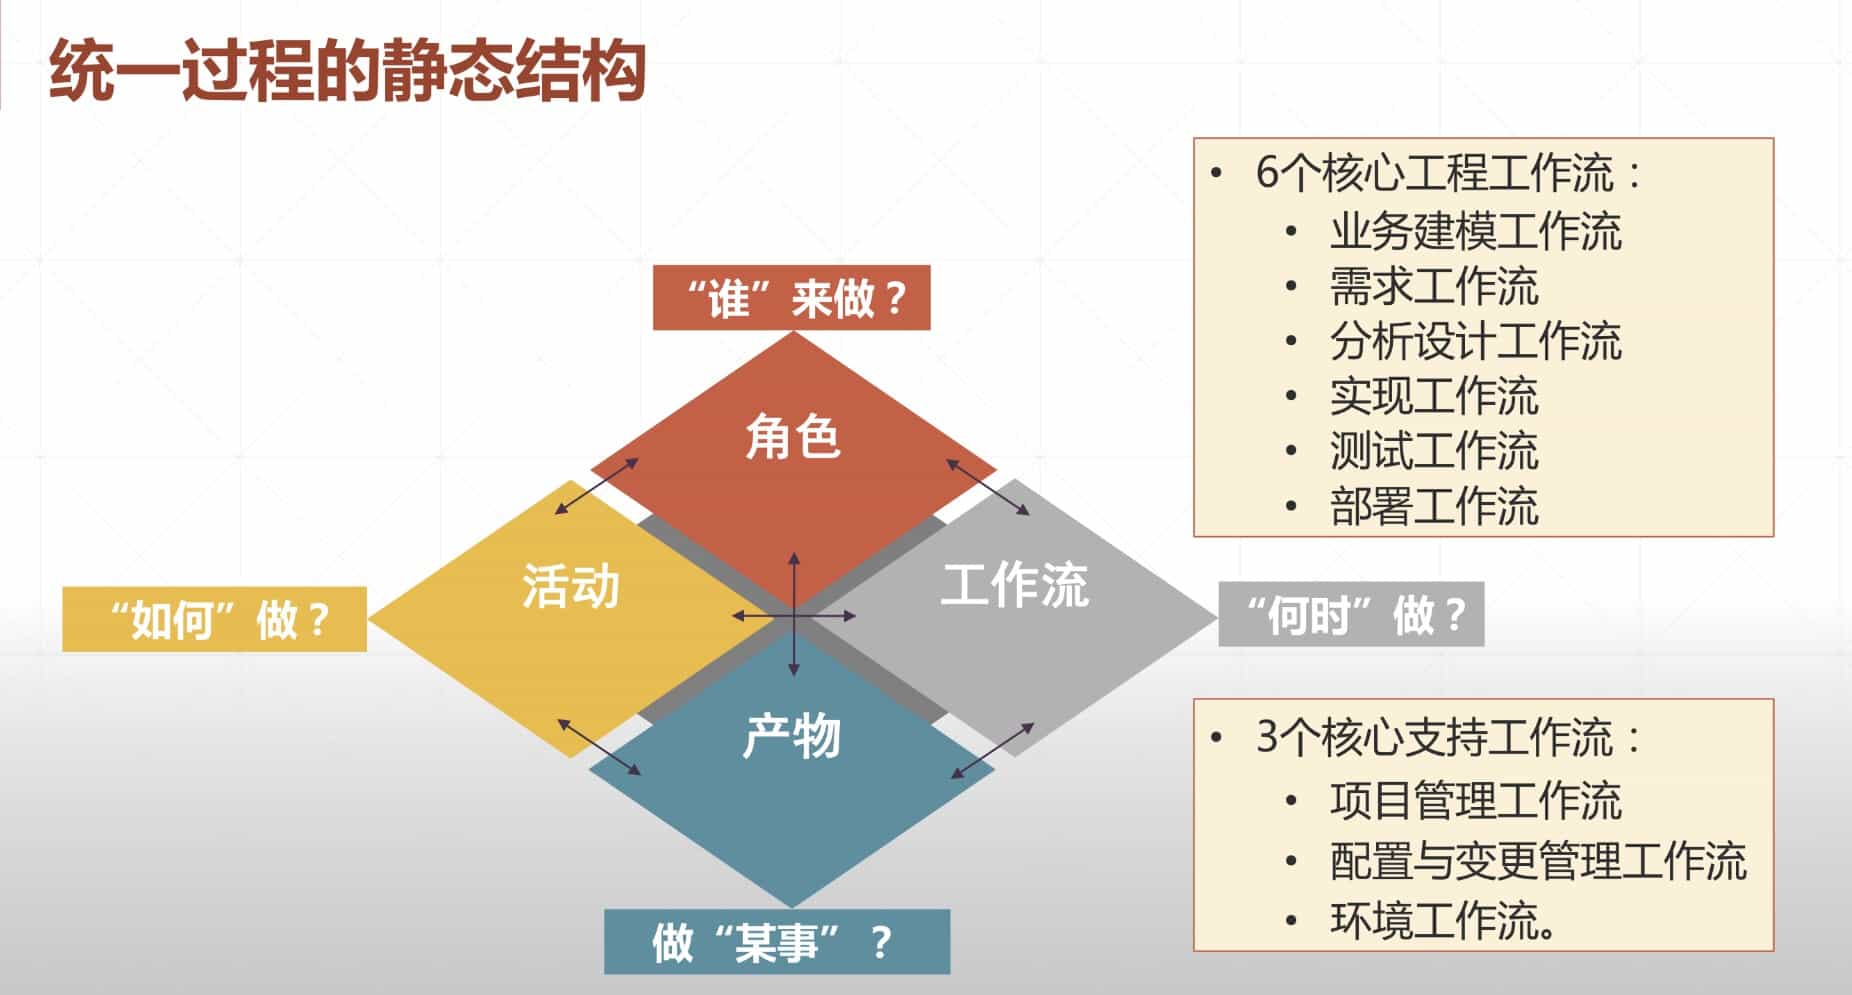 统一过程的静态结构
• 6个核心工程工作流：
• 业务建模工作流
• 需求工作流
• 分析设计工作流
• 实现工作流
• 测试工作流
• 部署工作流
“谁”来做？
角色
活动
工作流
“如何”做？
“何时”做？
产物
做“某事”？
• 3个核心支持工作流：
• 项目管理工作流
• 配置与变更管理工作流
• 环境工作流。